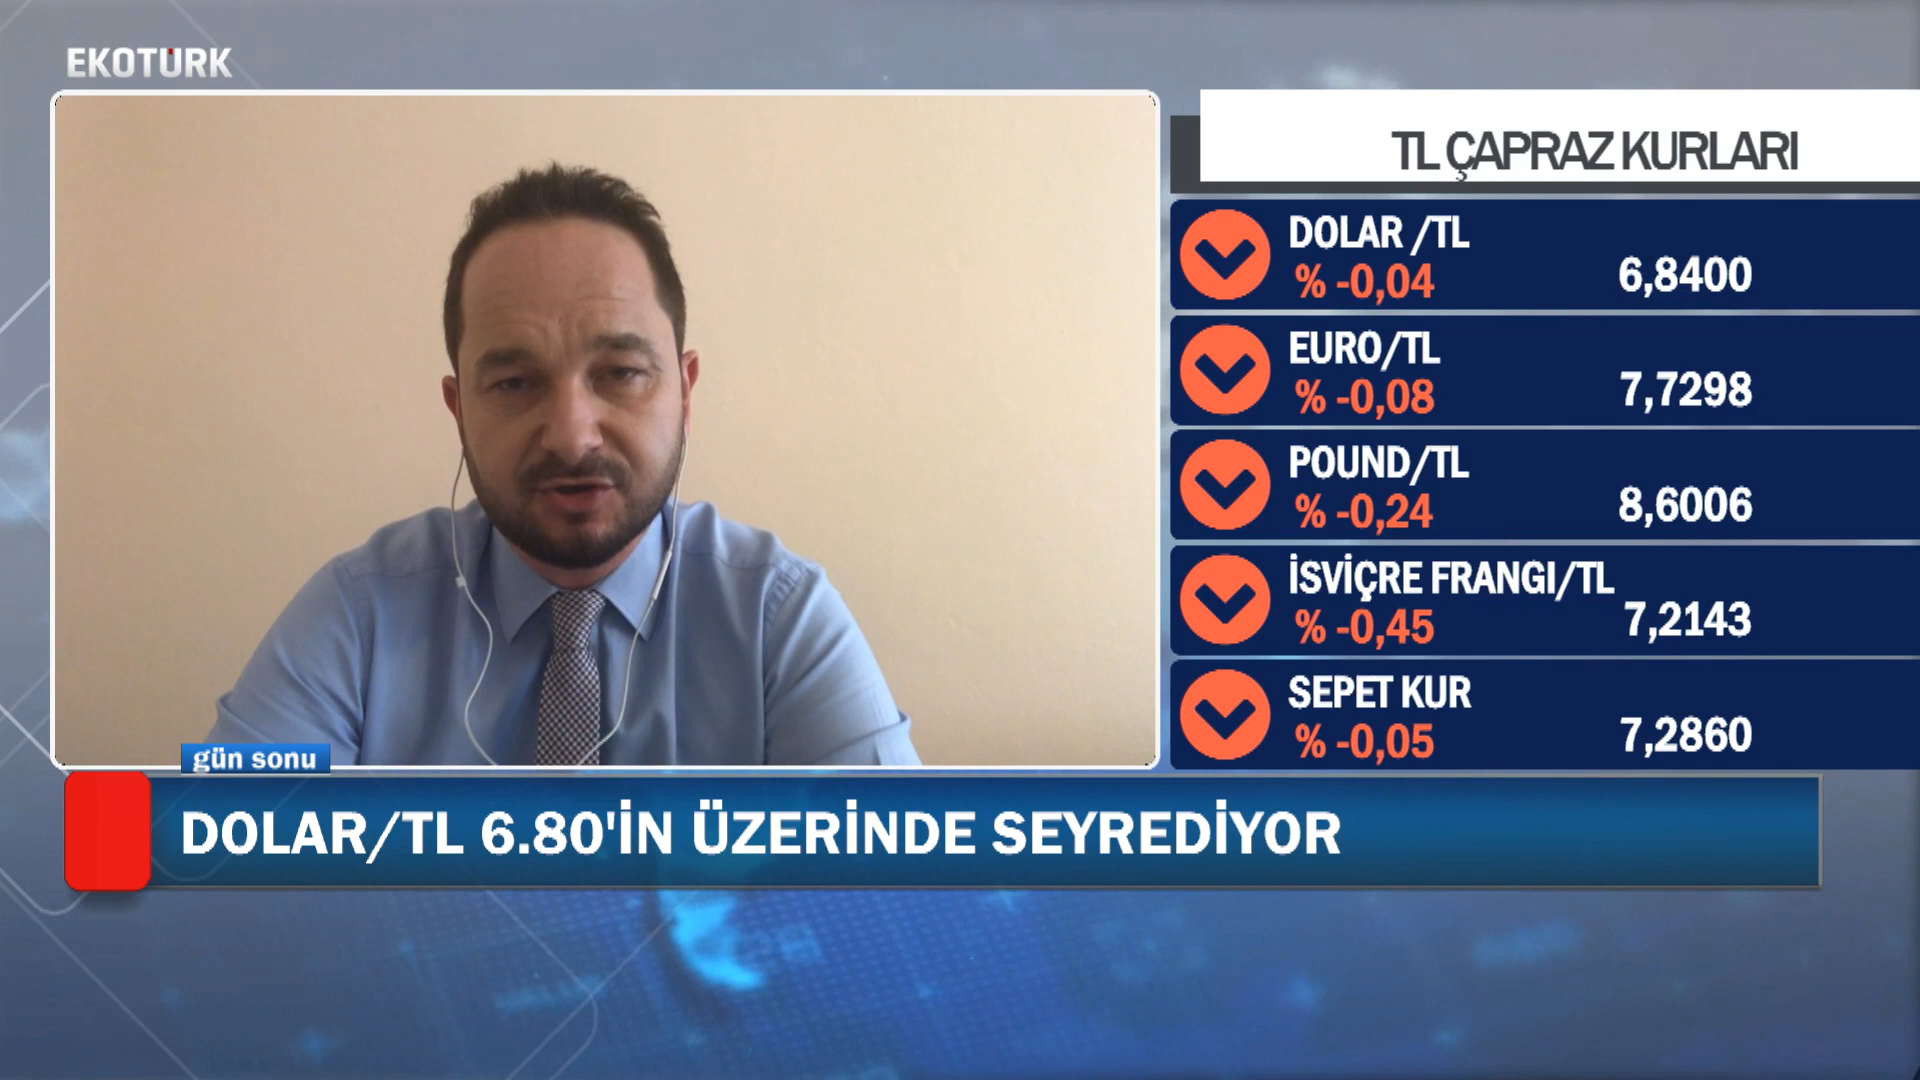 EKOTÜRK
TL ÇAPRAZ KURLARI
DOLAR /TL
% -0,04
6,8400
EURO/TL
% -0,08
7,7298
POUND/TL
% -0,24
8,6006
İSVİÇRE FRANGI/TL
% -0,45
7,2143
SEPET KUR
% -0,05
7,2860
gün sonu
DOLAR/TL 6.80'İN ÜZERİNDE SEYREDİYOR